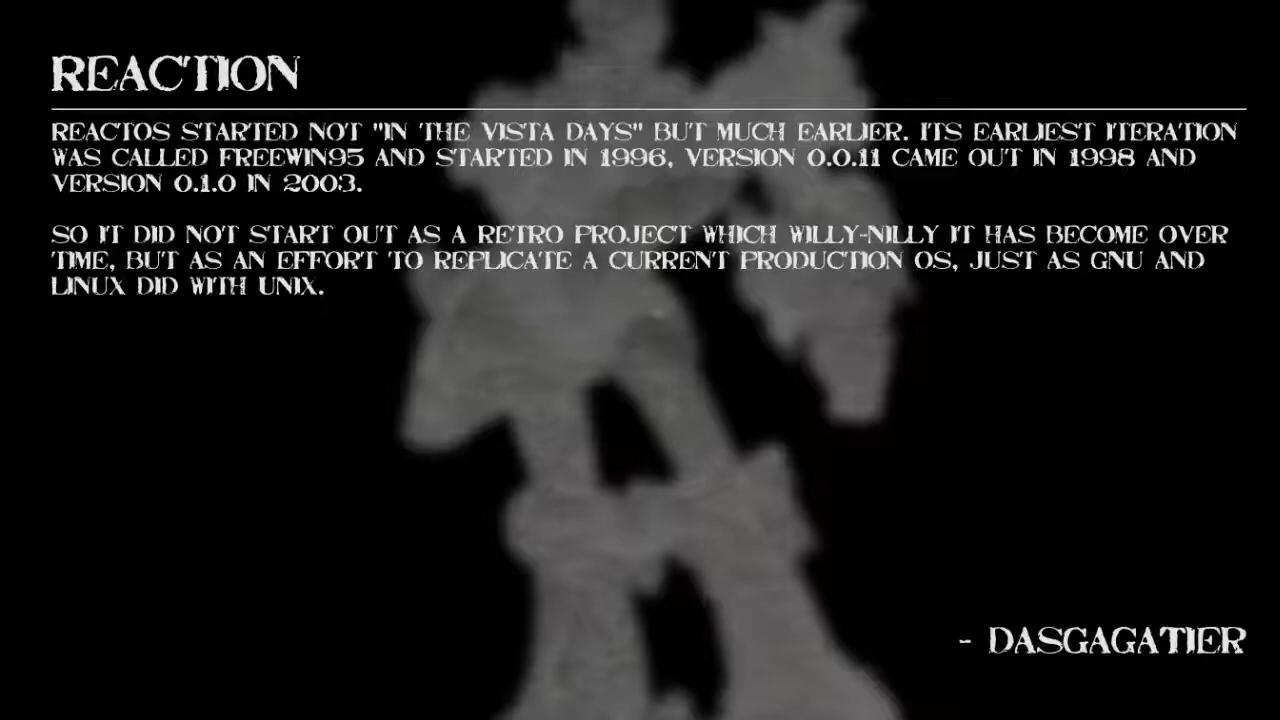 REACTION
REACTOS STARTED NOT "IN THE VISTA DAYS" BUT MUCH EARLIER. ITS EARLIEST ITERATION
WAS CALLED FREEWIN95 AND STARTED IN 1996, VERSION 0.0.11 CAME OUT IN 1998 AND
VERSION 0.1.0 IN 2003.
SO IT DID NOT START OUT AS A RETRO PROJECT WHICH WILLY-NILLY IT HAS BECOME OVER
TIME, BUT AS AN EFFORT TO REPLICATE A CURRENT PRODUCTION OS, JUST AS GNU AND
LINUX DID WITH UNIX.
- DASGAGATIER